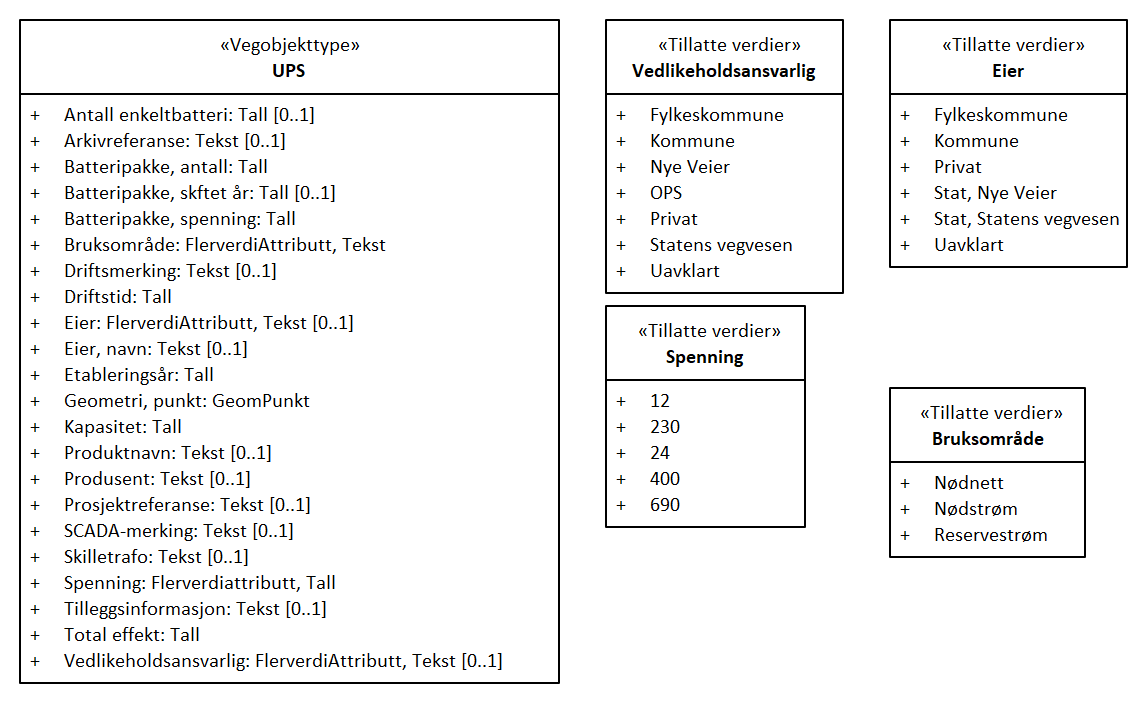 «Vegobjekttype»
UPS
+ Antall enkeltbatteri: Tall [0..1]
+ Arkivreferanse: Tekst [0..1]
+ Batteripakke, antall: Tall
+ Batteripakke, skftet år: Tall [0..1]
+ Batteripakke, spenning: Tall
+ Bruksområde: FlerverdiAttributt, Tekst
+ Driftsmerking: Tekst [0..1]
+ Driftstid: Tall
+ Eier: FlerverdiAttributt, Tekst [0..1]
+ Eier, navn: Tekst [0..1]
+ Etableringsår: Tall
+ Geometri, punkt: GeomPunkt
+ Kapasitet: Tall
+ Produktnavn: Tekst [0..1]
+ Produsent: Tekst [0..1]
+ Prosjektreferanse: Tekst [0..1]
+ SCADA-merking: Tekst [0..1]
+ Skilletrafo: Tekst [0..1]
+ Spenning: Flerverdiattributt, Tall
+ Tilleggsinformasjon: Tekst [0..1]
+ Total effekt: Tall
+ Vedlikeholdsansvarlig: FlerverdiAttributt, Tekst [0..1]
«Tillatte verdier»
Vedlikeholdsansvarlig
+ Fylkeskommune
+ Kommune
+ Nye Veier
+ OPS
+ Privat
+ Statens vegvesen
+ Uavklart
«Tillatte verdier»
Eier
+ Fylkeskommune
+ Kommune
+ Privat
+ Stat, Nye Veier
+ Stat, Statens vegvesen
+ Uavklart
«Tillatte verdier»
Spenning
+ 12
+ 230
+ 24
+ 400
+ 690
«Tillatte verdier»
Bruksområde
+ Nødnett
+ Nødstrøm
+ Reservestrøm